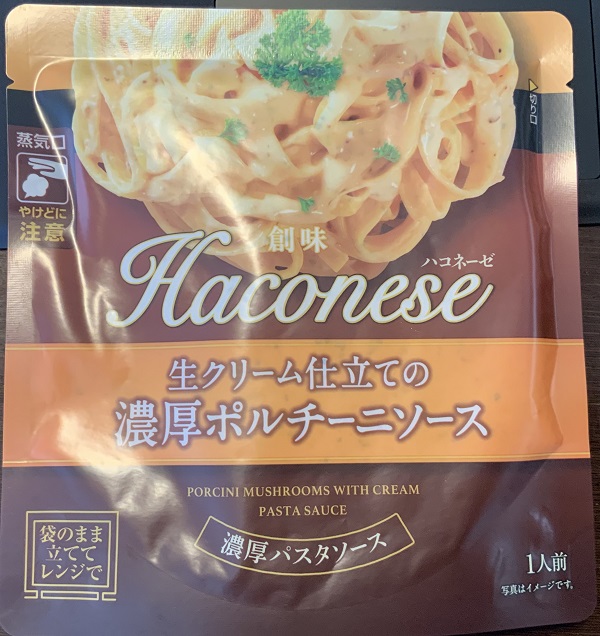 切り口
蒸気口
やけどに
注意
創味
ハコネーゼ
Haconese
生クリーム仕立ての
濃厚ポルチーニソース
PORCINI MUSHROOMS WITH CREAM
PASTA SAUCE
濃厚パスタソース
袋のまま
立てて
レンジで
1人前
写真はイメージです。